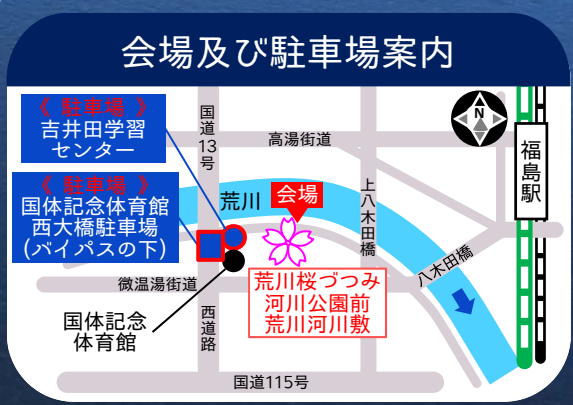 会場及び駐車場案内
《 駐車場 》
吉井田学習
センター
《 駐車場 》
国体記念体育館
西大橋駐車場
(バイパスの下)
国道13号
高湯街道
N
福島駅
荒川
会場
上八木田橋
八木田橋
微温湯街道
荒川桜づつみ
河川公園前
荒川河川敷
国体記念
体育館
西道路
国道115号